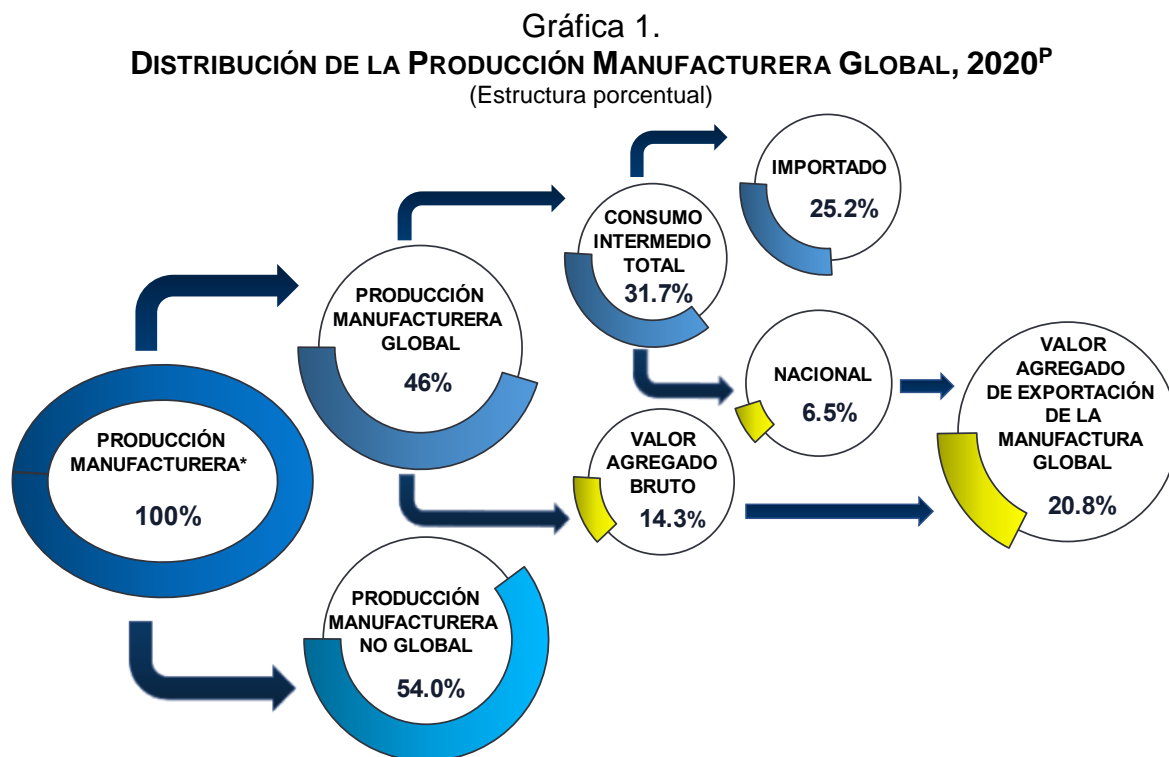 Gráfica 1.
DISTRIBUCIÓN DE LA PRODUCCIÓN MANUFACTURERA GLOBAL, 2020P
(Estructura porcentual)
PRODUCCIÓN
MANUFACTURERA*
100%
PRODUCCIÓN
MANUFACTURERA
GLOBAL
46%
PRODUCCIÓN
MANUFACTURERA
NO GLOBAL
54.0%
CONSUMO
INTERMEDIO
TOTAL
31.7%
VALOR
AGREGADO
BRUTO
14.3%
IMPORTADO
25.2%
NACIONAL
6.5%
VALOR
AGREGADO
DE EXPORTACIÓN
DE LA
MANUFACTURA
GLOBAL
20.8%